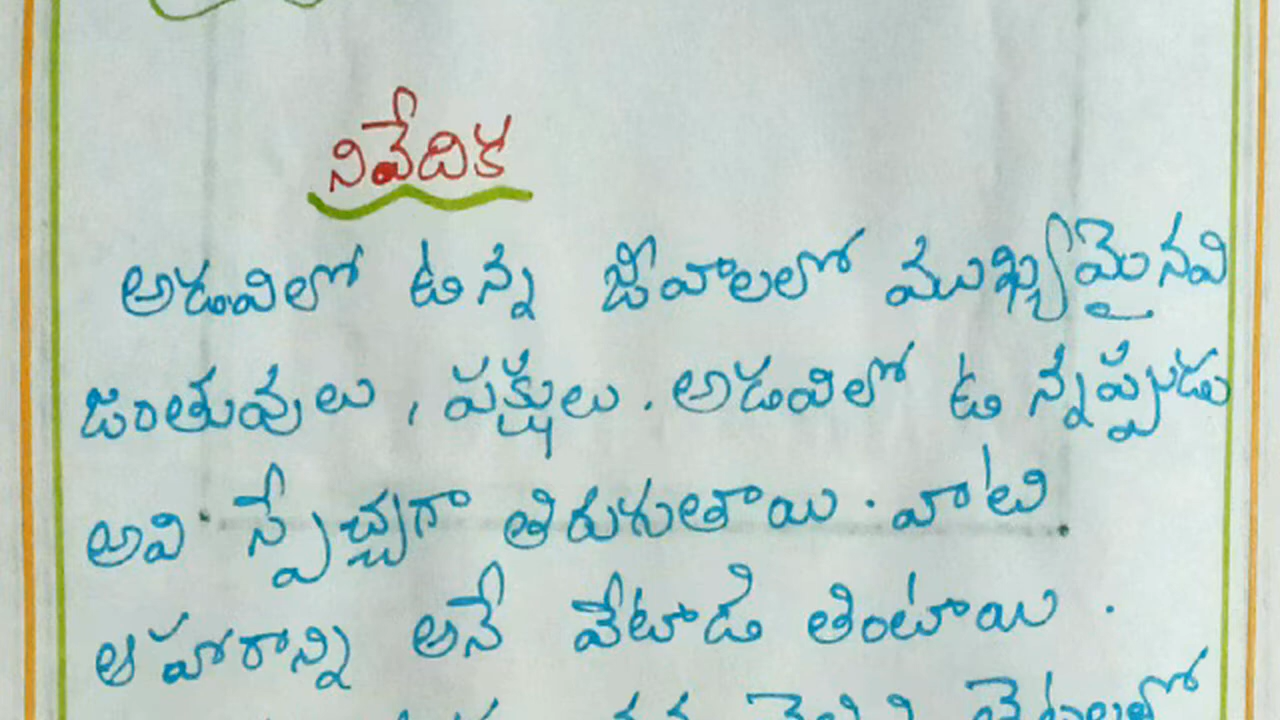 నివేదిక
అడవిలో ఉన్న జీవాలలో ముఖ్యమైనవి
జంతువులు, పక్షులు. అడవిలో ఉన్నప్పుడు
అవి స్వేచ్ఛగా తిరుగుతాయి. వాటి
ఆహారాన్ని అవే వేటాడి తింటాయి.